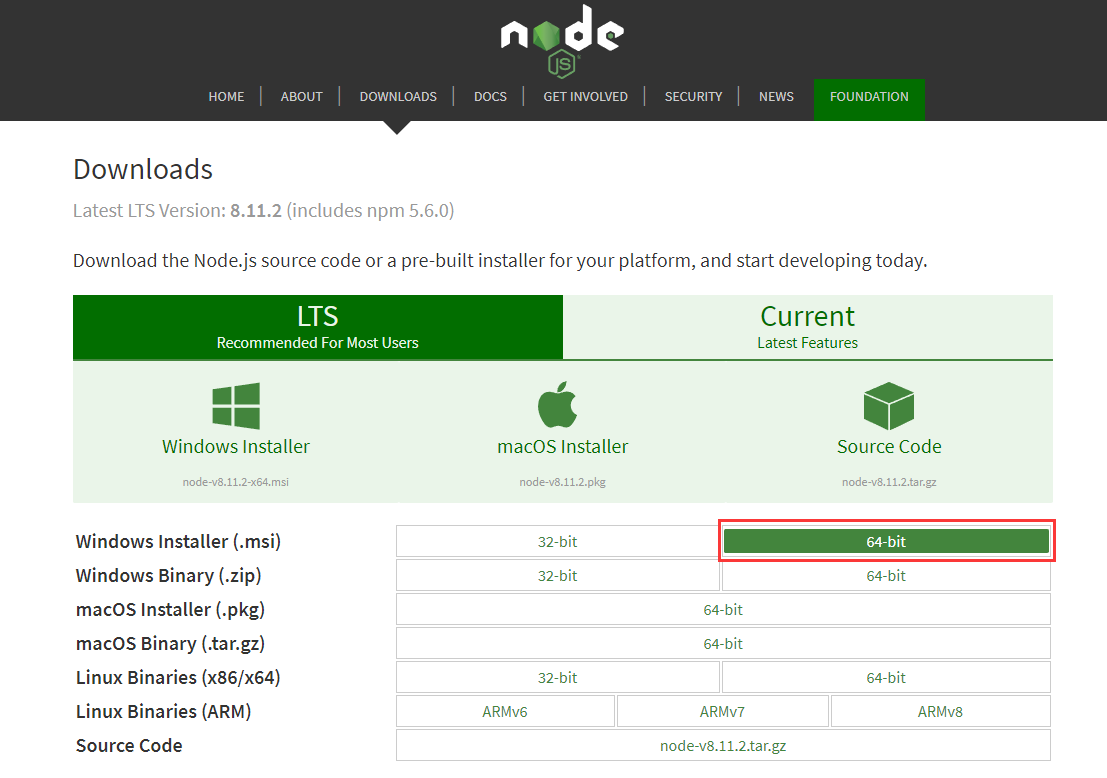 node
JS
HOME ABOUT DOWNLOADS DOCS GET INVOLVED SECURITY NEWS FOUNDATION
Downloads
Latest LTS Version: 8.11.2 (includes npm 5.6.0)
Download the Node.js source code or a pre-built installer for your platform, and start developing today.
LTS Current
Recommended For Most Users Latest Features
Windows Installer macOS Installer Source Code
node-v8.11.2-x64.msi node-v8.11.2.pkg node-v8.11.2.tar.gz
Windows Installer (.msi) 32-bit 64-bit
Windows Binary (.zip) 32-bit 64-bit
macOS Installer (.pkg) 64-bit
macOS Binary (.tar.gz) 64-bit
Linux Binaries (x86/x64) 32-bit 64-bit
Linux Binaries (ARM) ARMv6 ARMv7 ARMv8
Source Code node-v8.11.2.tar.gz